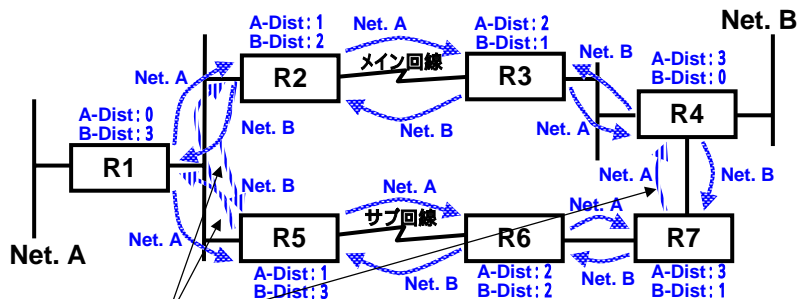 A-Dist: 1
B-Dist: 2
Net. A
A-Dist: 2
B-Dist: 1
Net. B
Net. A
メイン回線
Net. B
A-Dist: 3
B-Dist: 0
R2
R3
R4
A-Dist: 0
B-Dist: 3
Net. B
Net. B
Net. A
R1
Net. B
Net. A
Net. A
Net. B
Net. A
Net. A
サブ回線
R5
R6
R7
Net. A
Net. B
Net. B
A-Dist: 1
B-Dist: 3
A-Dist: 2
B-Dist: 2
A-Dist: 3
B-Dist: 1